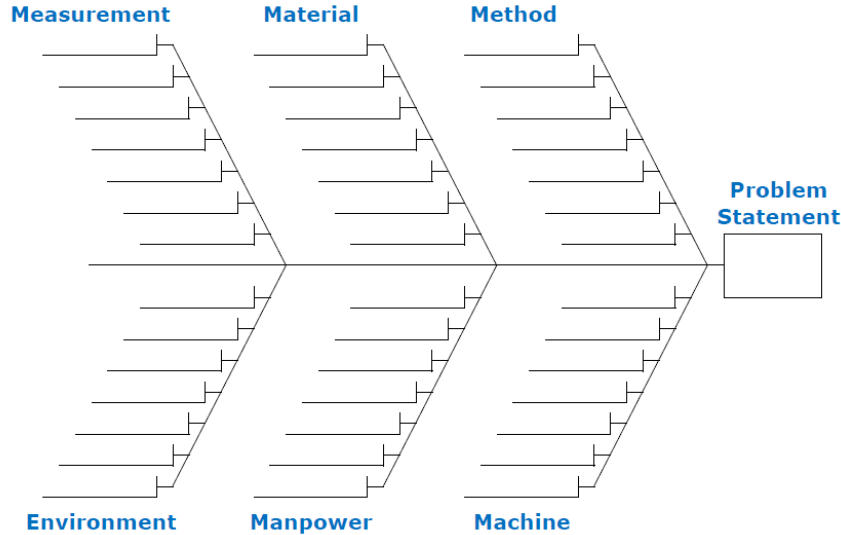 Measurement
Material
Method
Problem
Statement
Environment
Manpower
Machine